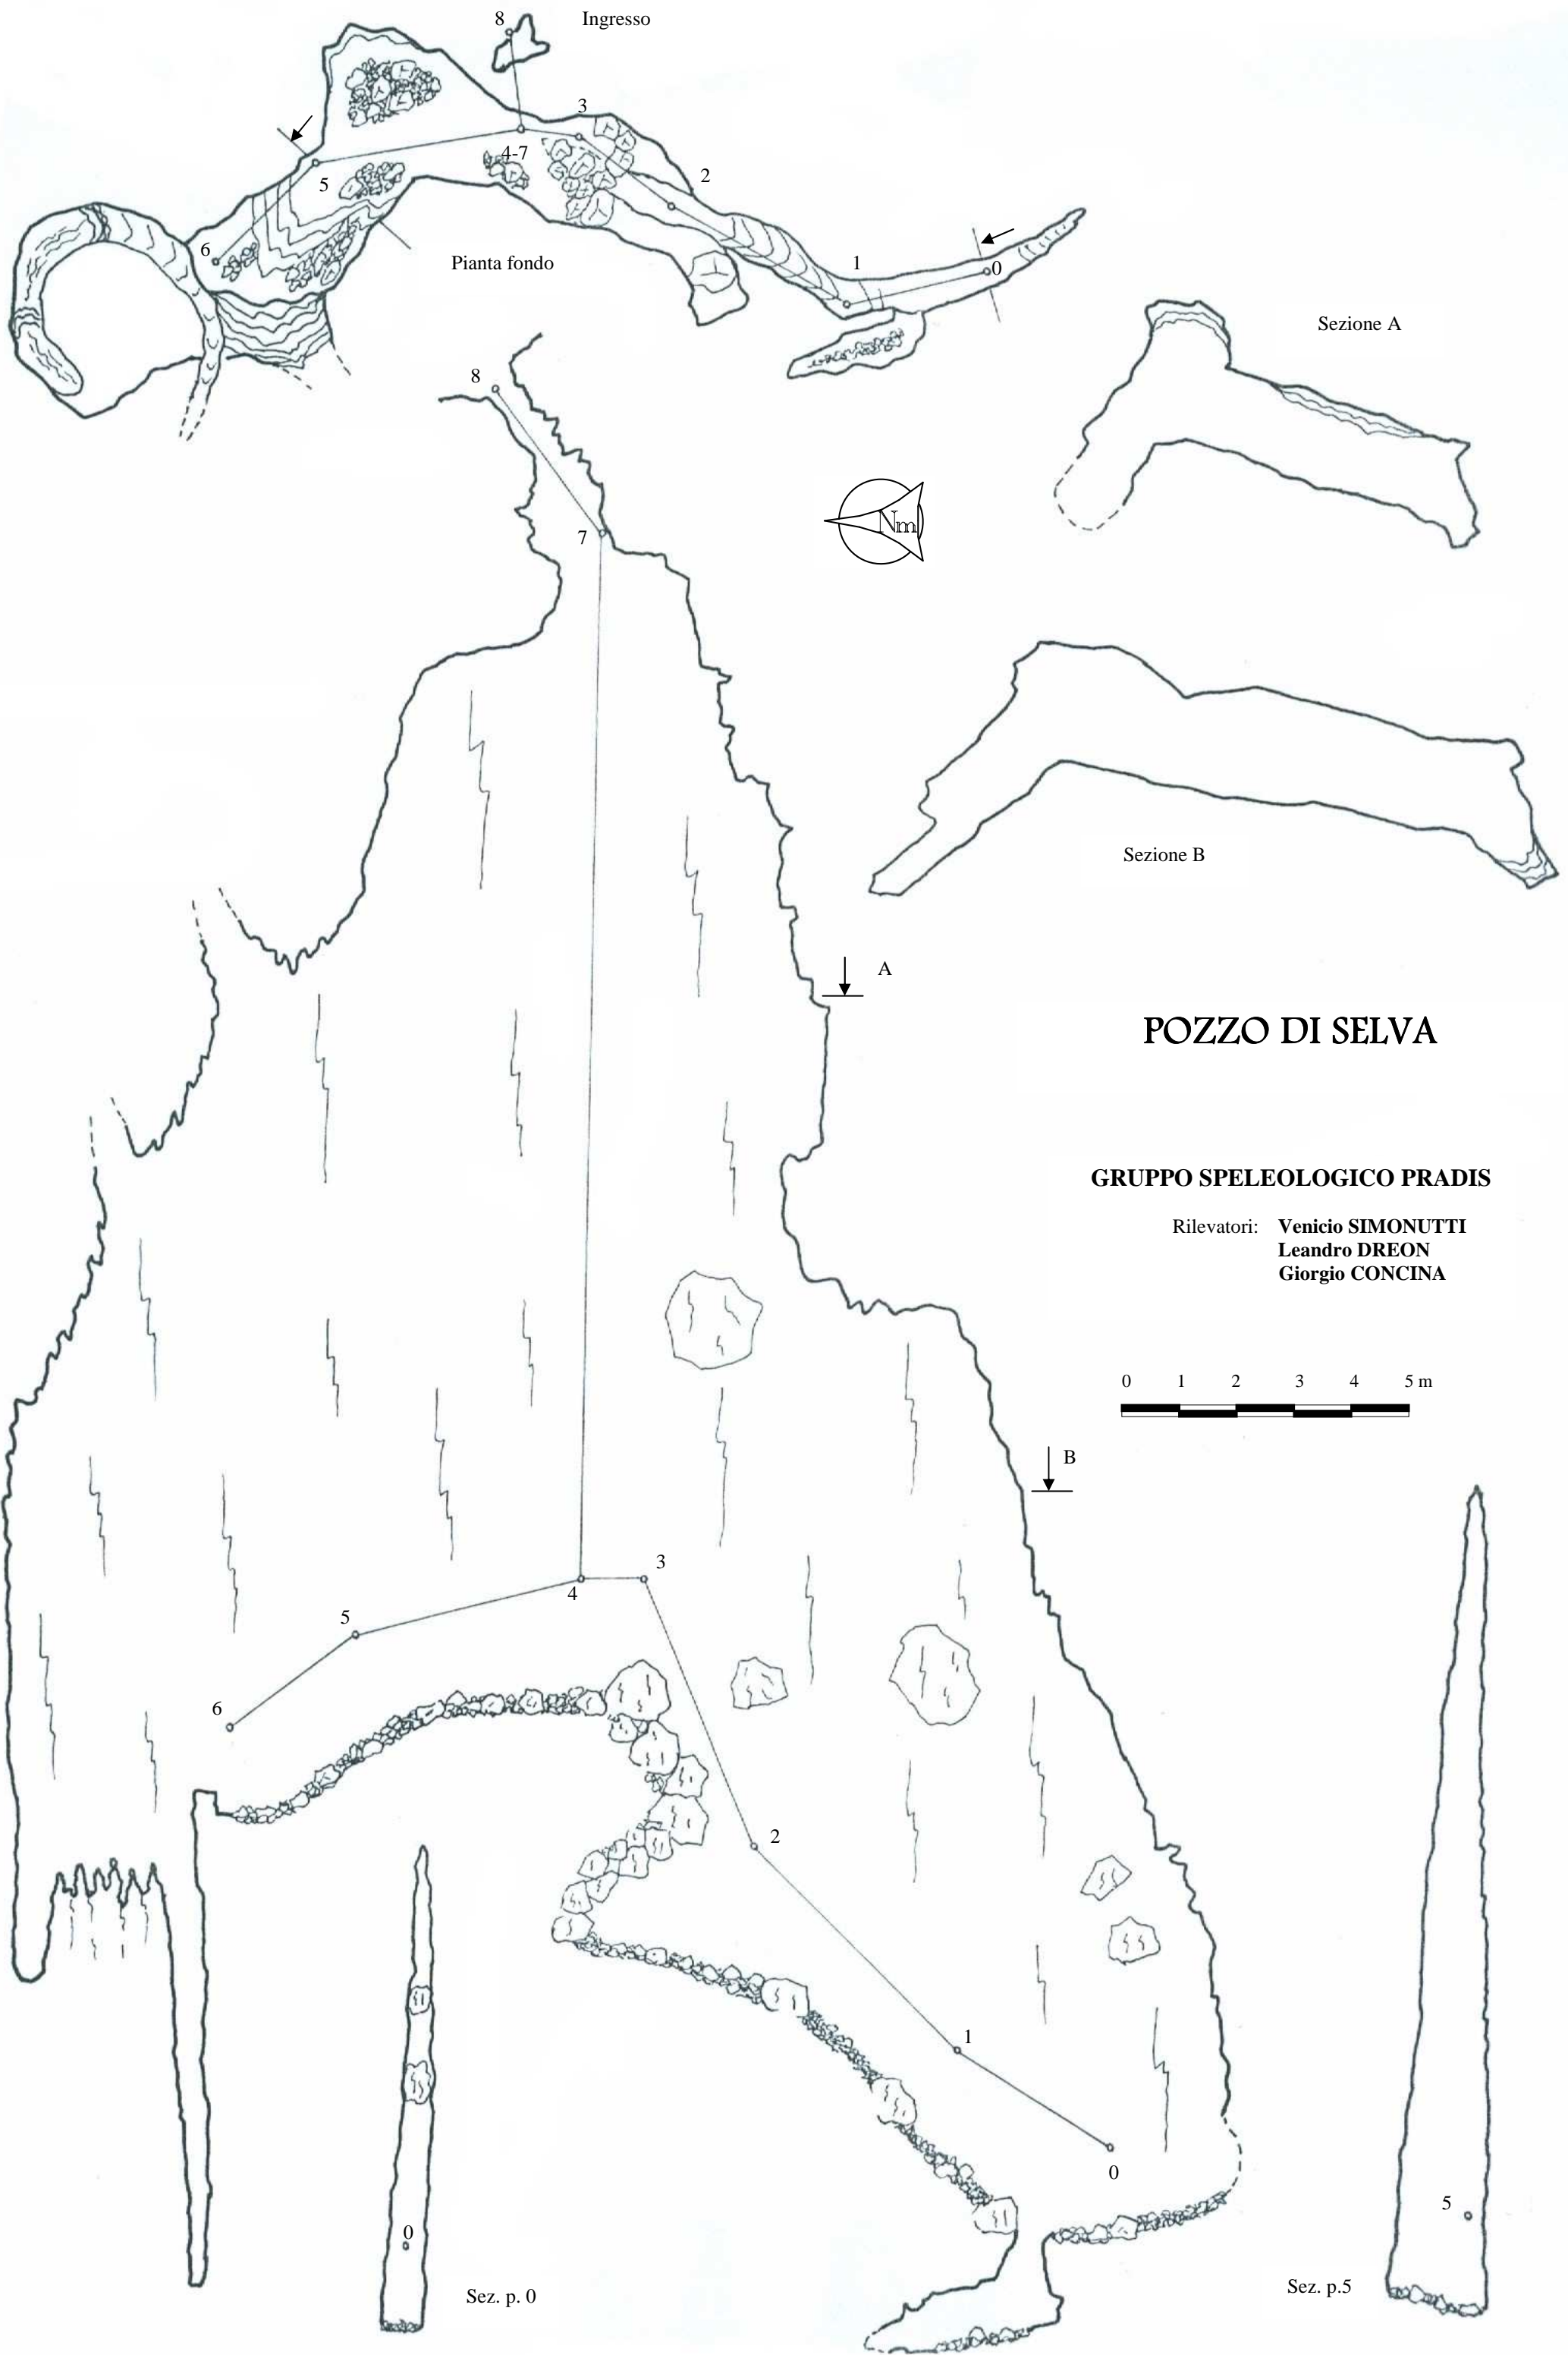 8
Ingresso
3
4-7
5
2
6
Pianta fondo
1
0
Sezione A
8
7
Nm
Sezione B
A
POZZO DI SELVA
GRUPPO SPELEOLOGICO PRADIS
Rilevatori: Venicio SIMONUTTI
Leandro DREON
Giorgio CONCINA
0 1 2 3 4 5 m
B
3
4
5
6
2
1
0
5
0
Sez. p. 0
Sez. p.5